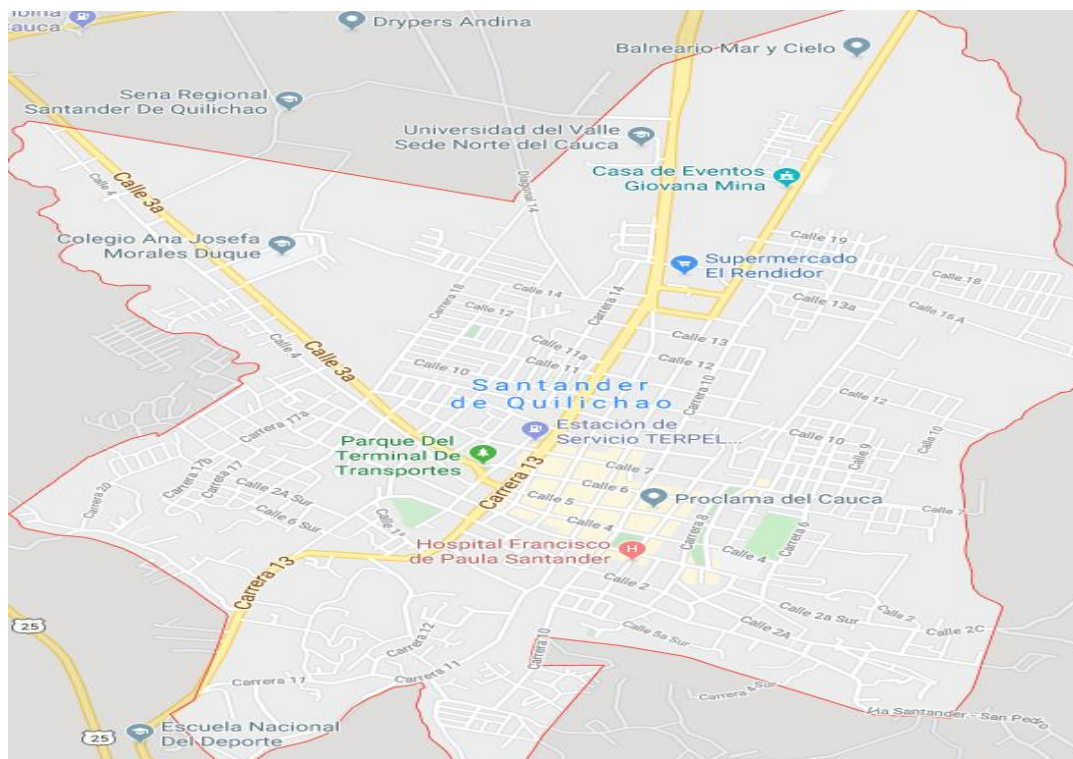 Cauca
Drypers Andina
Balneario Mar y Cielo
Sena Regional
Santander De Quilichao
Universidad del Valle
Sede Norte del Cauca
Casa de Eventos
Giovana Mina
Calle 4
Calle 3a
Diagonal 14
Colegio Ana Josefa
Morales Duque
Calle 19
Supermercado
El Rendidor
Calle 18
Carrera 18
Calle 14
Carrera 14
Calle 13a
Calle 16 A
Calle 12
Calle 13
Calle 4
Calle 3a
Calle 11a
Calle 11
Calle 12
Calle 10
Carrera 10
Santander
de Quilichao
Calle 12
Carrera 17a
Estación de
Servicio TERPEL...
Calle 10
Calle 9
Calle 10
Parque Del
Terminal De
Transportes
Carrera 13
Calle 7
Carrera 17b
Carrera 17
Carrera 20
Calle 2A Sur
Calle 6
Calle 5
Proclama del Cauca
Calle 7
Calle 6 Sur
Calle 1ª
Calle 4
Carrera 8
Carrera 6
Hospital Francisco
de Paula Santander
H
Calle 4
Carrera 13
Calle 2
Calle 2a Sur
Calle 2
Calle 2C
25
Carrera 12
Carrera 10
Calle 5a Sur
Calle 2A
Carrera 11
Carrera 11
Carrera 4 Sur
Vía Santander - San Pedro
Escuela Nacional
Del Deporte
25